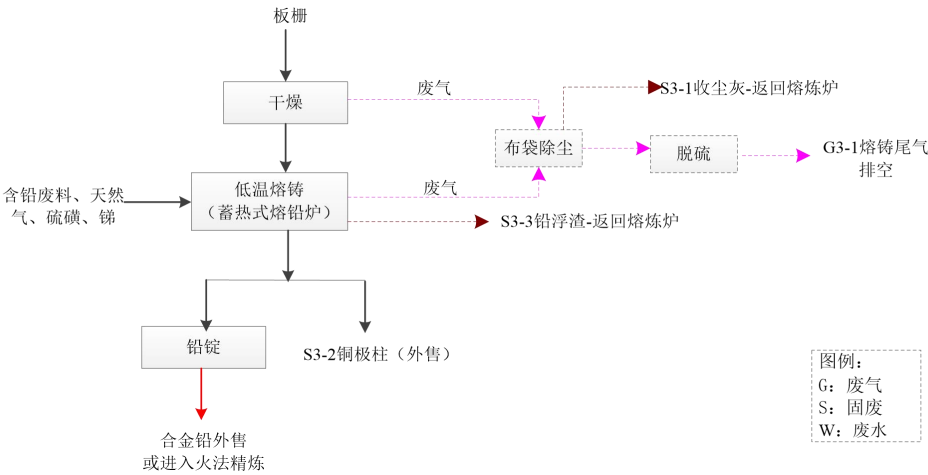 板栅
干燥
废气
S3-1收尘灰-返回熔炼炉
布袋除尘
脱硫
G3-1熔铸尾气
排空
含铅废料、天然
气、硫磺、锑
低温熔铸
（蓄热式熔铅炉）
废气
S3-3铅浮渣-返回熔炼炉
铅锭
S3-2铜极柱（外售）
合金铅外售
或进入火法精炼
图例：
G：废气
S：固废
W：废水